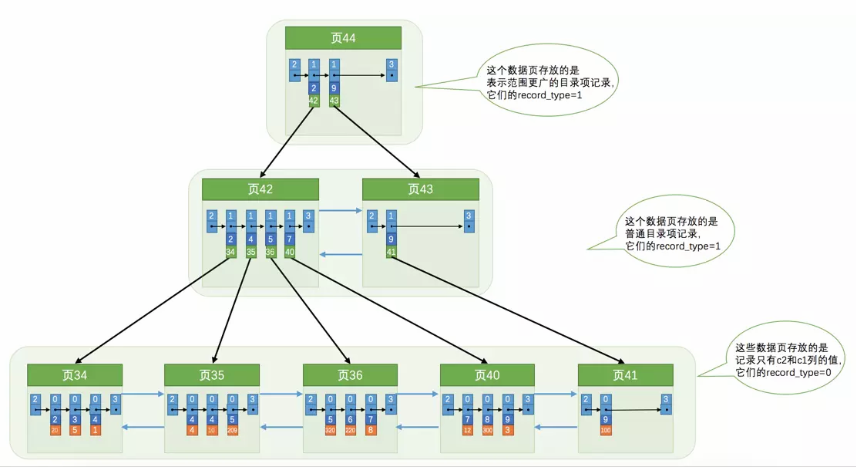 页44
2 1 1 3
2 9
42 43
这个数据页存放的是
表示范围更广的目录项记录,
它们的record_type=1
页42
2 1 1 1 1 3
2 4 5 7
34 35 36 40
页43
2 1 3
9
41
这个数据页存放的是
普通目录项记录,
它们的record_type=1
这些数据页存放的是
记录只有c2和c1列的值,
它们的record_type=0
页34
2 0 0 0 3
2 3 4
20 5 1
页35
2 0 0 0 3
4 4 5
4 209
页36
2 0 0 0 3
5 6 7
220 8
页40
2 0 0 0 3
7 8 9
12 300 3
页41
2 0 3
9
100